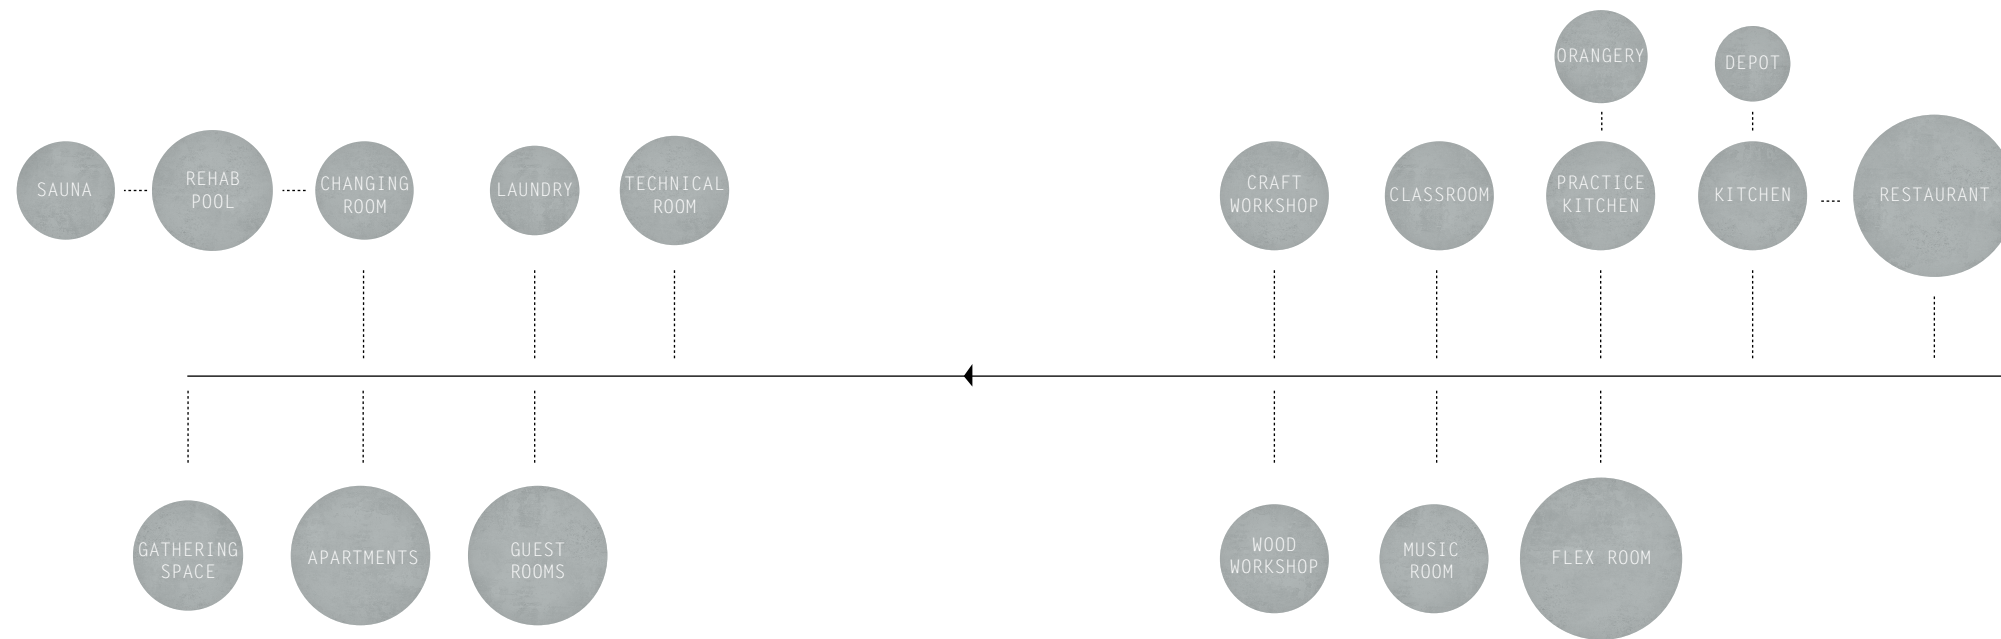 ORANGERY
DEPOT
SAUNA
REHAB
POOL
CHANGING
ROOM
LAUNDRY
TECHNICAL
ROOM
CRAFT
WORKSHOP
CLASSROOM
PRACTICE
KITCHEN
KITCHEN
RESTAURANT
GATHERING
SPACE
APARTMENTS
GUEST
ROOMS
WOOD
WORKSHOP
MUSIC
ROOM
FLEX ROOM